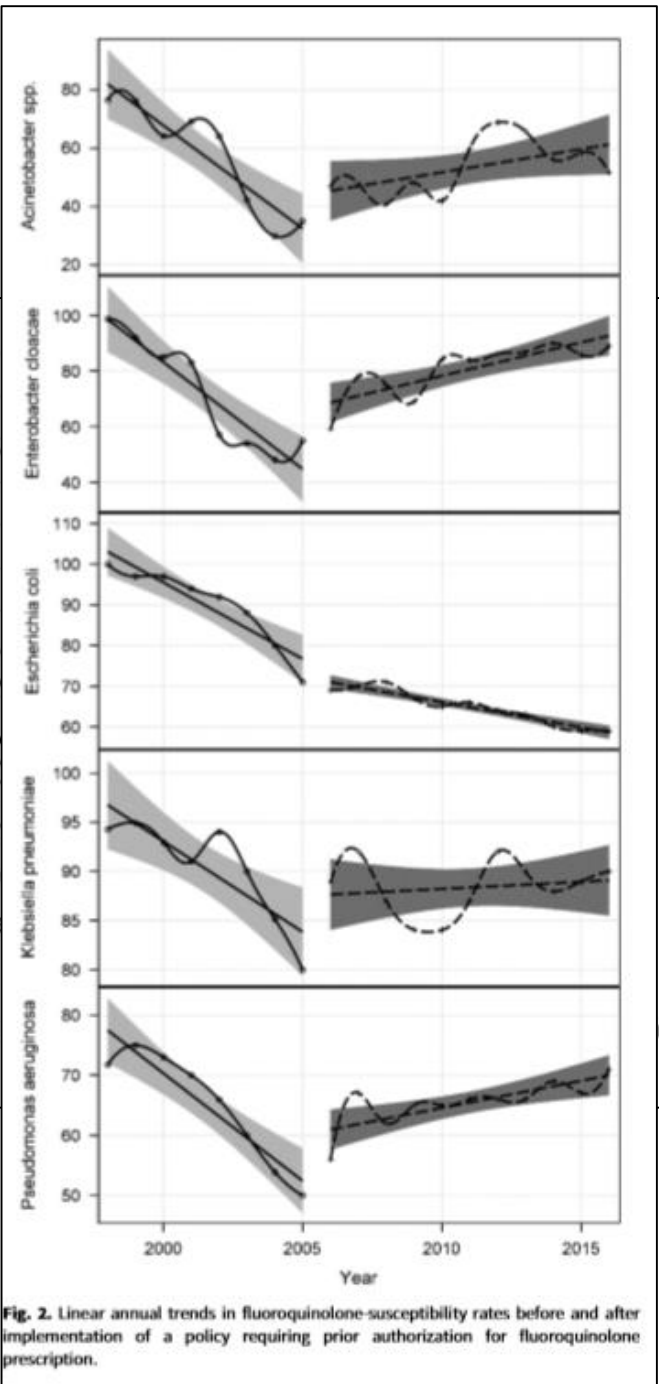 Acinetobacter spp.
80
60
40
20
Enterobacter cloacae
100
80
60
40
Escherichia coli
110
100
90
80
70
60
Klebsiella pneumoniae
100
95
90
85
80
Pseudomonas aeruginosa
80
70
60
50
2000 2005 2010 2015
Year
Fig. 2. Linear annual trends in fluoroquinolone-susceptibility rates before and after
implementation of a policy requiring prior authorization for fluoroquinolone
prescription.